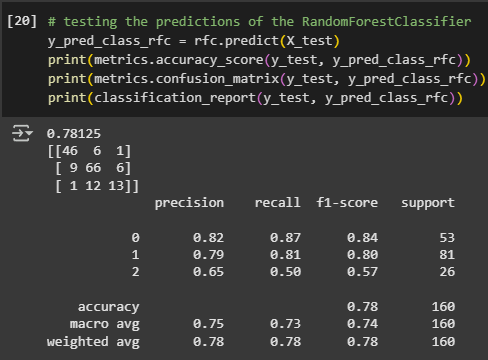 [20] # testing the predictions of the RandomForestClassifier
y_pred_class_rfc = rfc.predict(X_test)
print(metrics.accuracy_score(y_test, y_pred_class_rfc))
print(metrics.confusion_matrix(y_test, y_pred_class_rfc))
print(classification_report(y_test, y_pred_class_rfc))
0.78125
[[46 6 1]
[ 9 66 6]
[ 1 12 13]]
precision recall f1-score support
0 0.82 0.87 0.84 53
1 0.79 0.81 0.80 81
2 0.65 0.50 0.57 26
accuracy 0.78 160
macro avg 0.75 0.73 0.74 160
weighted avg 0.78 0.78 0.78 160